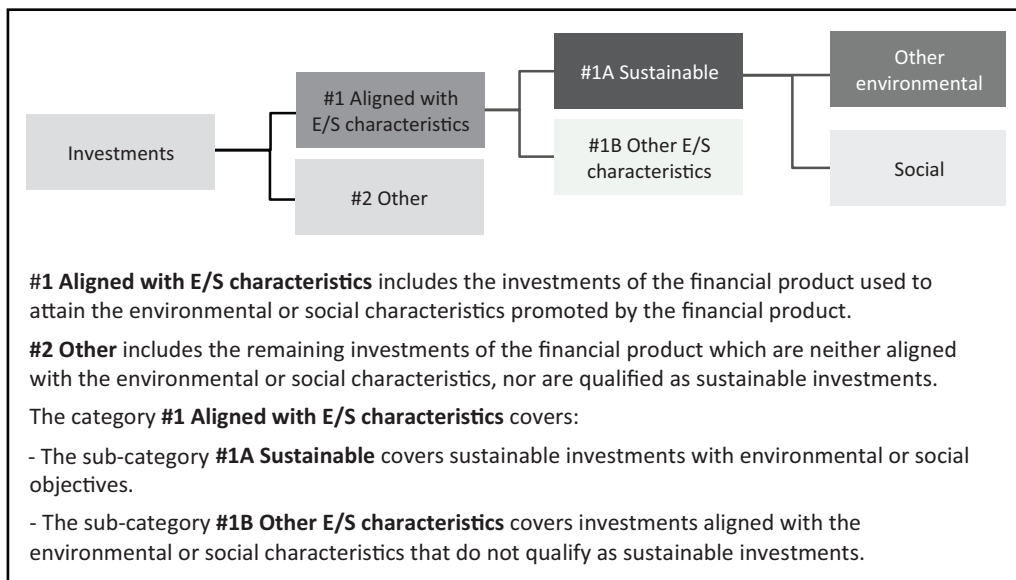 Investments
#1 Aligned with
E/S characteristics
#2 Other
#1A Sustainable
#1B Other E/S
characteristics
Other
environmental
Social
#1 Aligned with E/S characteristics includes the investments of the financial product used to
attain the environmental or social characteristics promoted by the financial product.
#2 Other includes the remaining investments of the financial product which are neither aligned
with the environmental or social characteristics, nor are qualified as sustainable investments.
The category #1 Aligned with E/S characteristics covers:
- The sub-category #1A Sustainable covers sustainable investments with environmental or social
objectives.
- The sub-category #1B Other E/S characteristics covers investments aligned with the
environmental or social characteristics that do not qualify as sustainable investments.